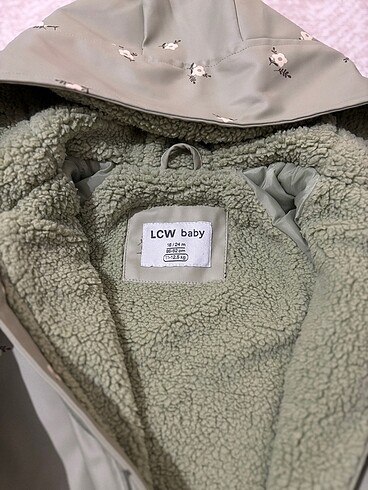 LCW baby
18 / 24 m
86-92 cm
11-12.5 kg